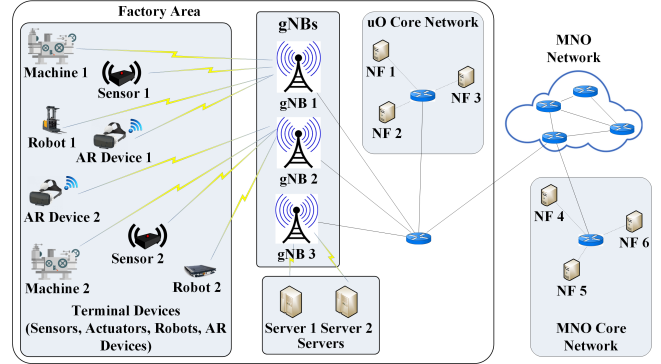 Factory Area
Machine 1
Sensor 1
Robot 1
AR Device 1
AR Device 2
Sensor 2
Machine 2
Robot 2
Terminal Devices
(Sensors, Actuators, Robots, AR
Devices)
gNBs
gNB 1
gNB 2
gNB 3
Server 1 Server 2
Servers
uO Core Network
NF 1
NF 3
NF 2
MNO
Network
NF 4
NF 6
NF 5
MNO Core
Network